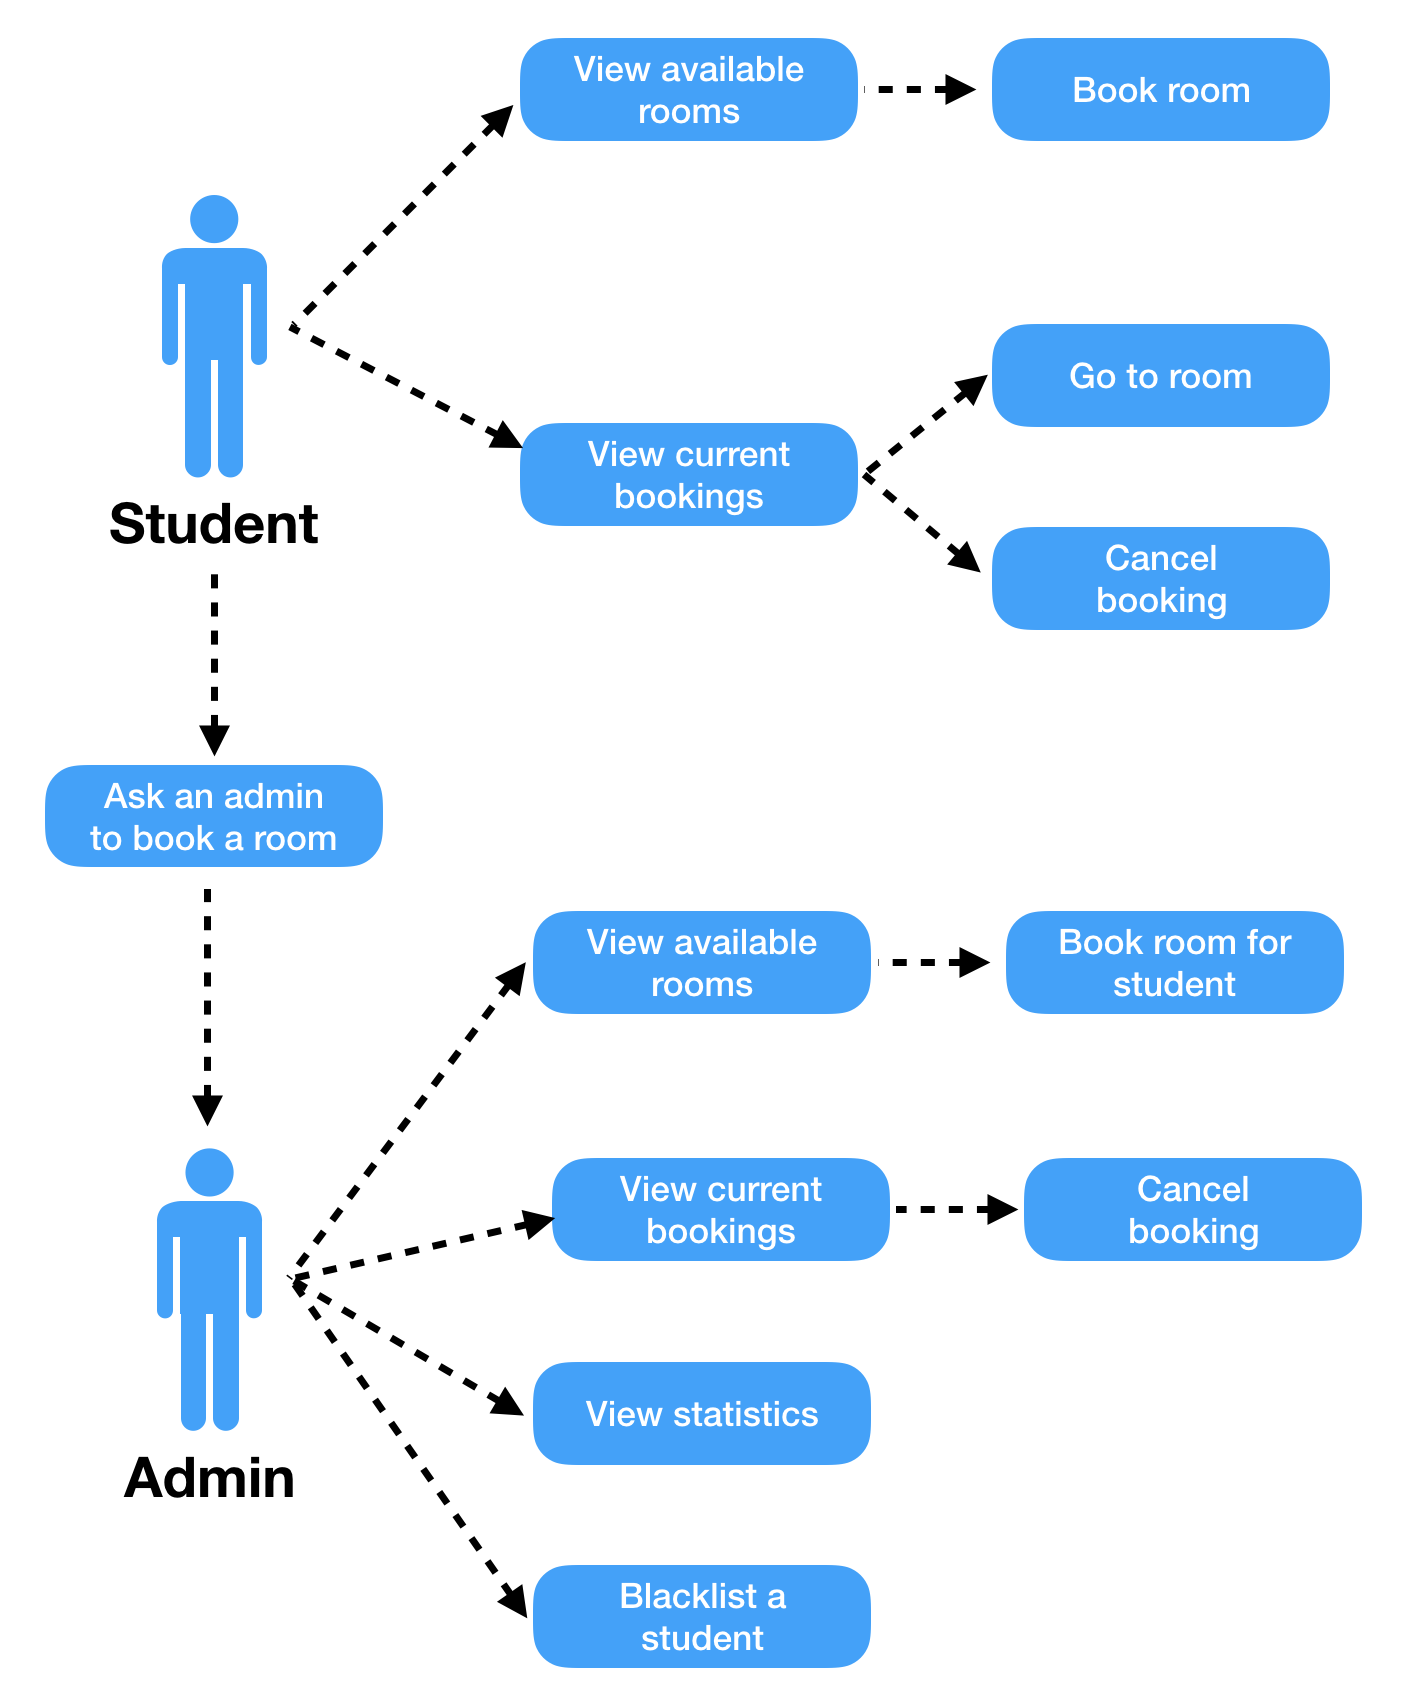 View available
rooms
Book room
Go to room
View current
bookings
Student
Cancel
booking
Ask an admin
to book a room
View available
rooms
Book room for
student
View current
bookings
Cancel
booking
View statistics
Admin
Blacklist a
student